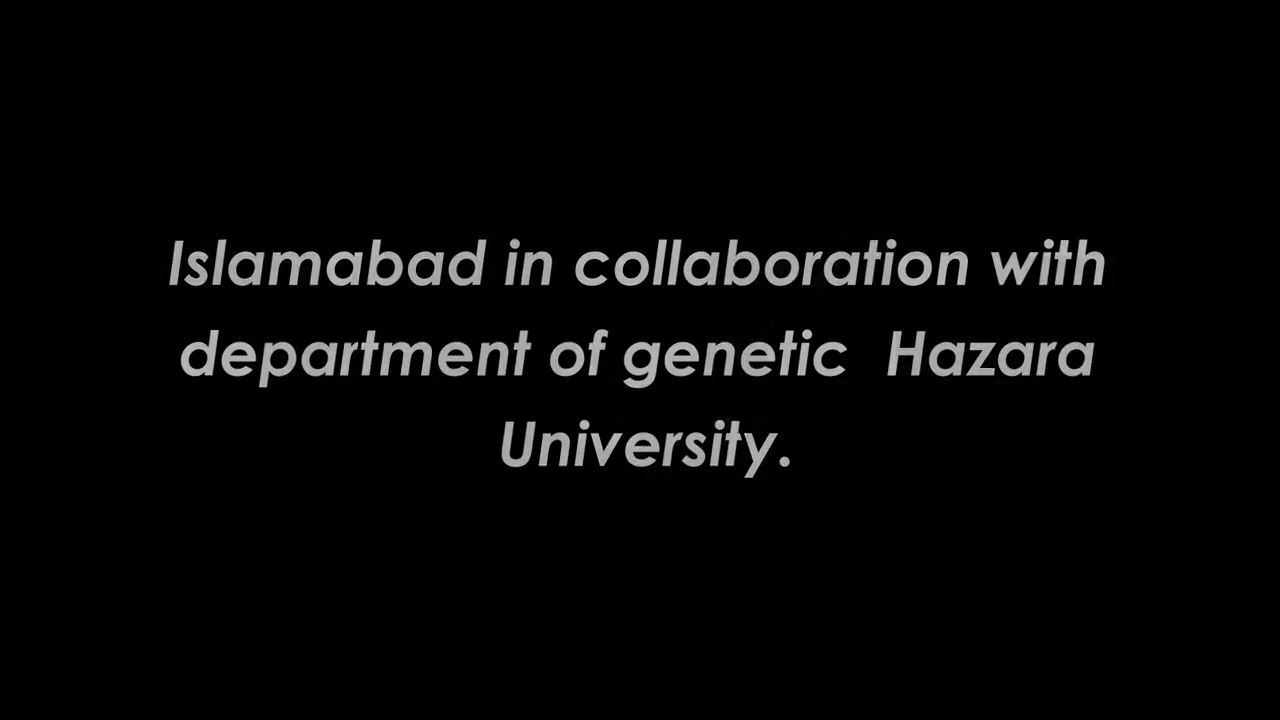 Islamabad in collaboration with
department of genetic  Hazara
University.